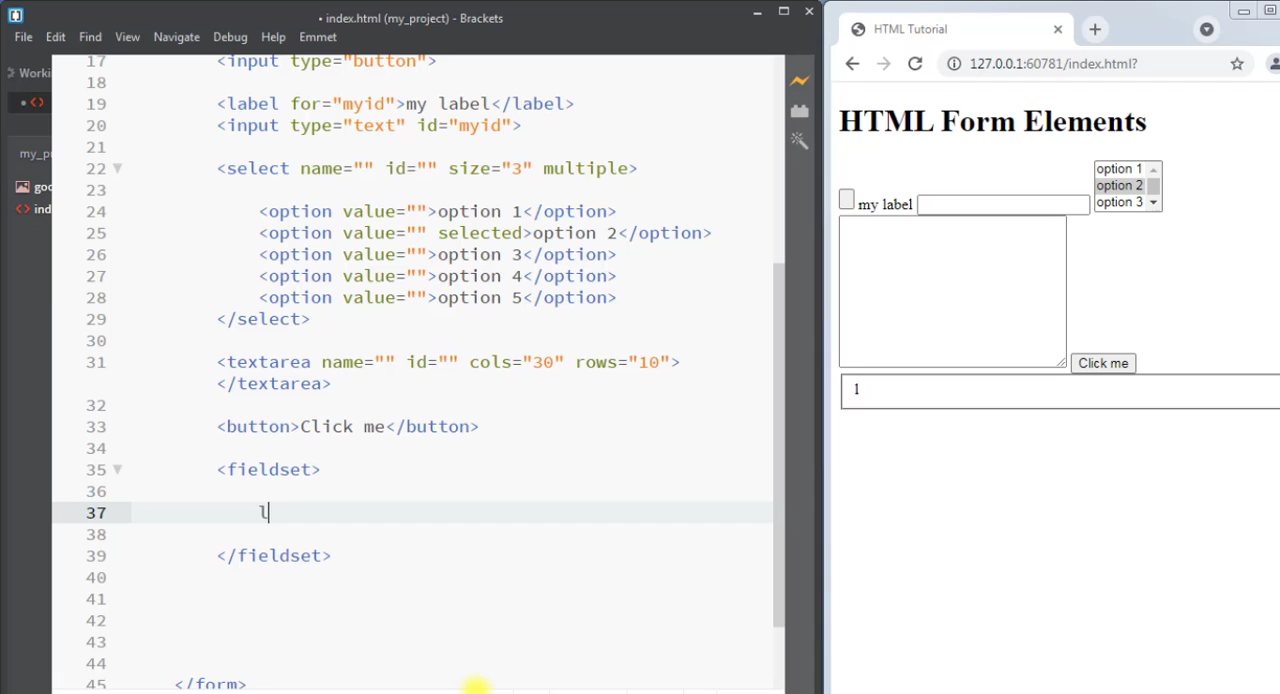 • index.html (my_project) - Brackets
File Edit Find View Navigate Debug Help Emmet
Worki
my_pr
goo
ind
17 <input type="button">
18
19 <label for="myid">my label</label>
20 <input type="text" id="myid">
21
22 <select name="" id="" size="3" multiple>
23
24 <option value="">option 1</option>
25 <option value="" selected>option 2</option>
26 <option value="">option 3</option>
27 <option value="">option 4</option>
28 <option value="">option 5</option>
29 </select>
30
31 <textarea name="" id="" cols="30" rows="10">
</textarea>
32
33 <button>Click me</button>
34
35 <fieldset>
36
37 l
38
39 </fieldset>
40
41
42
43
44
45 </form>
HTML Tutorial
127.0.0.1:60781/index.html?
HTML Form Elements
option 1
option 2
option 3
my label
Click me
l